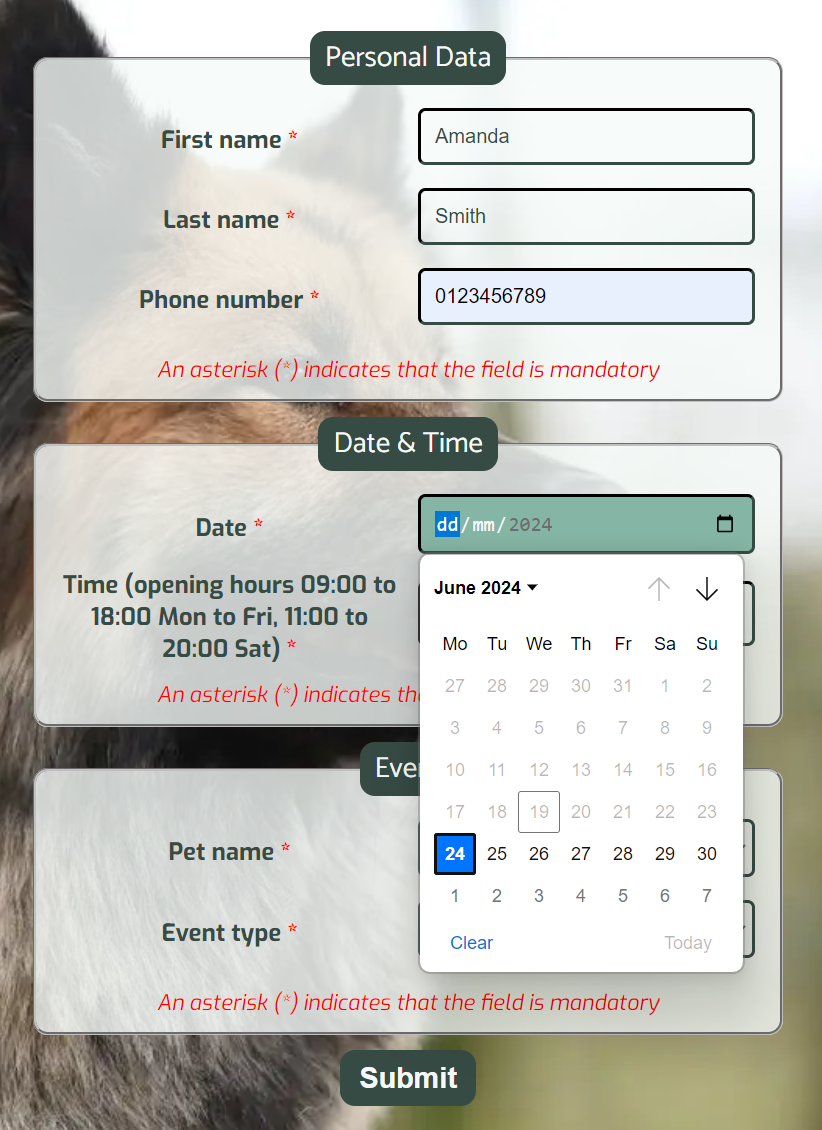 Personal Data
First name *
Amanda
Last name *
Smith
Phone number *
0123456789
An asterisk (*) indicates that the field is mandatory
Date & Time
Date *
dd/mm/2024
Time (opening hours 09:00 to
18:00 Mon to Fri, 11:00 to
20:00 Sat) *
June 2024
Mo Tu We Th Fr Sa Su
27 28 29 30 31 1 2
3 4 5 6 7 8 9
10 11 12 13 14 15 16
17 18 19 20 21 22 23
24 25 26 27 28 29 30
1 2 3 4 5 6 7
Clear Today
An asterisk (*) indicates
Pet name *
Event type *
An asterisk (*) indicates that the field is mandatory
Submit